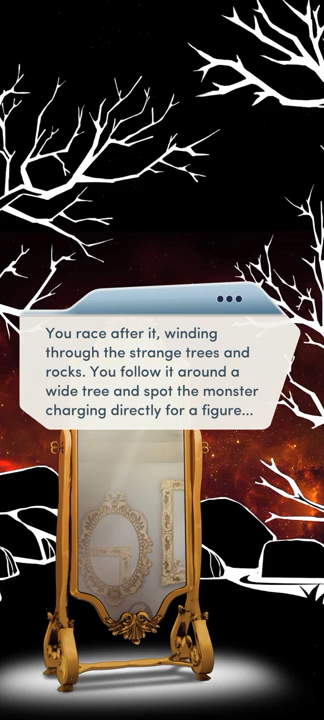 You race after it, winding
through the strange trees and
rocks. You follow it around a
wide tree and spot the monster
charging directly for a figure...